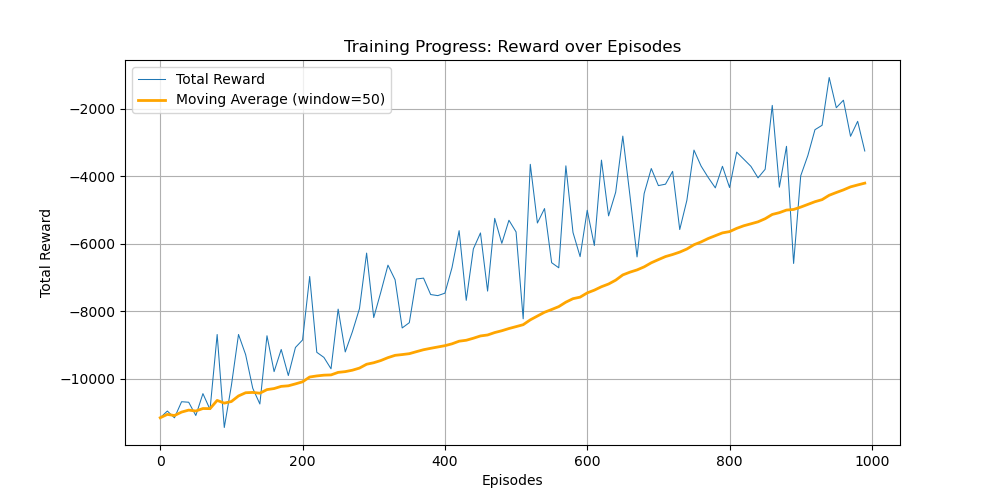 Training Progress: Reward over Episodes
Total Reward
Moving Average (window=50)
Total Reward
−2000
−4000
−6000
−8000
−10000
0 200 400 600 800 1000
Episodes